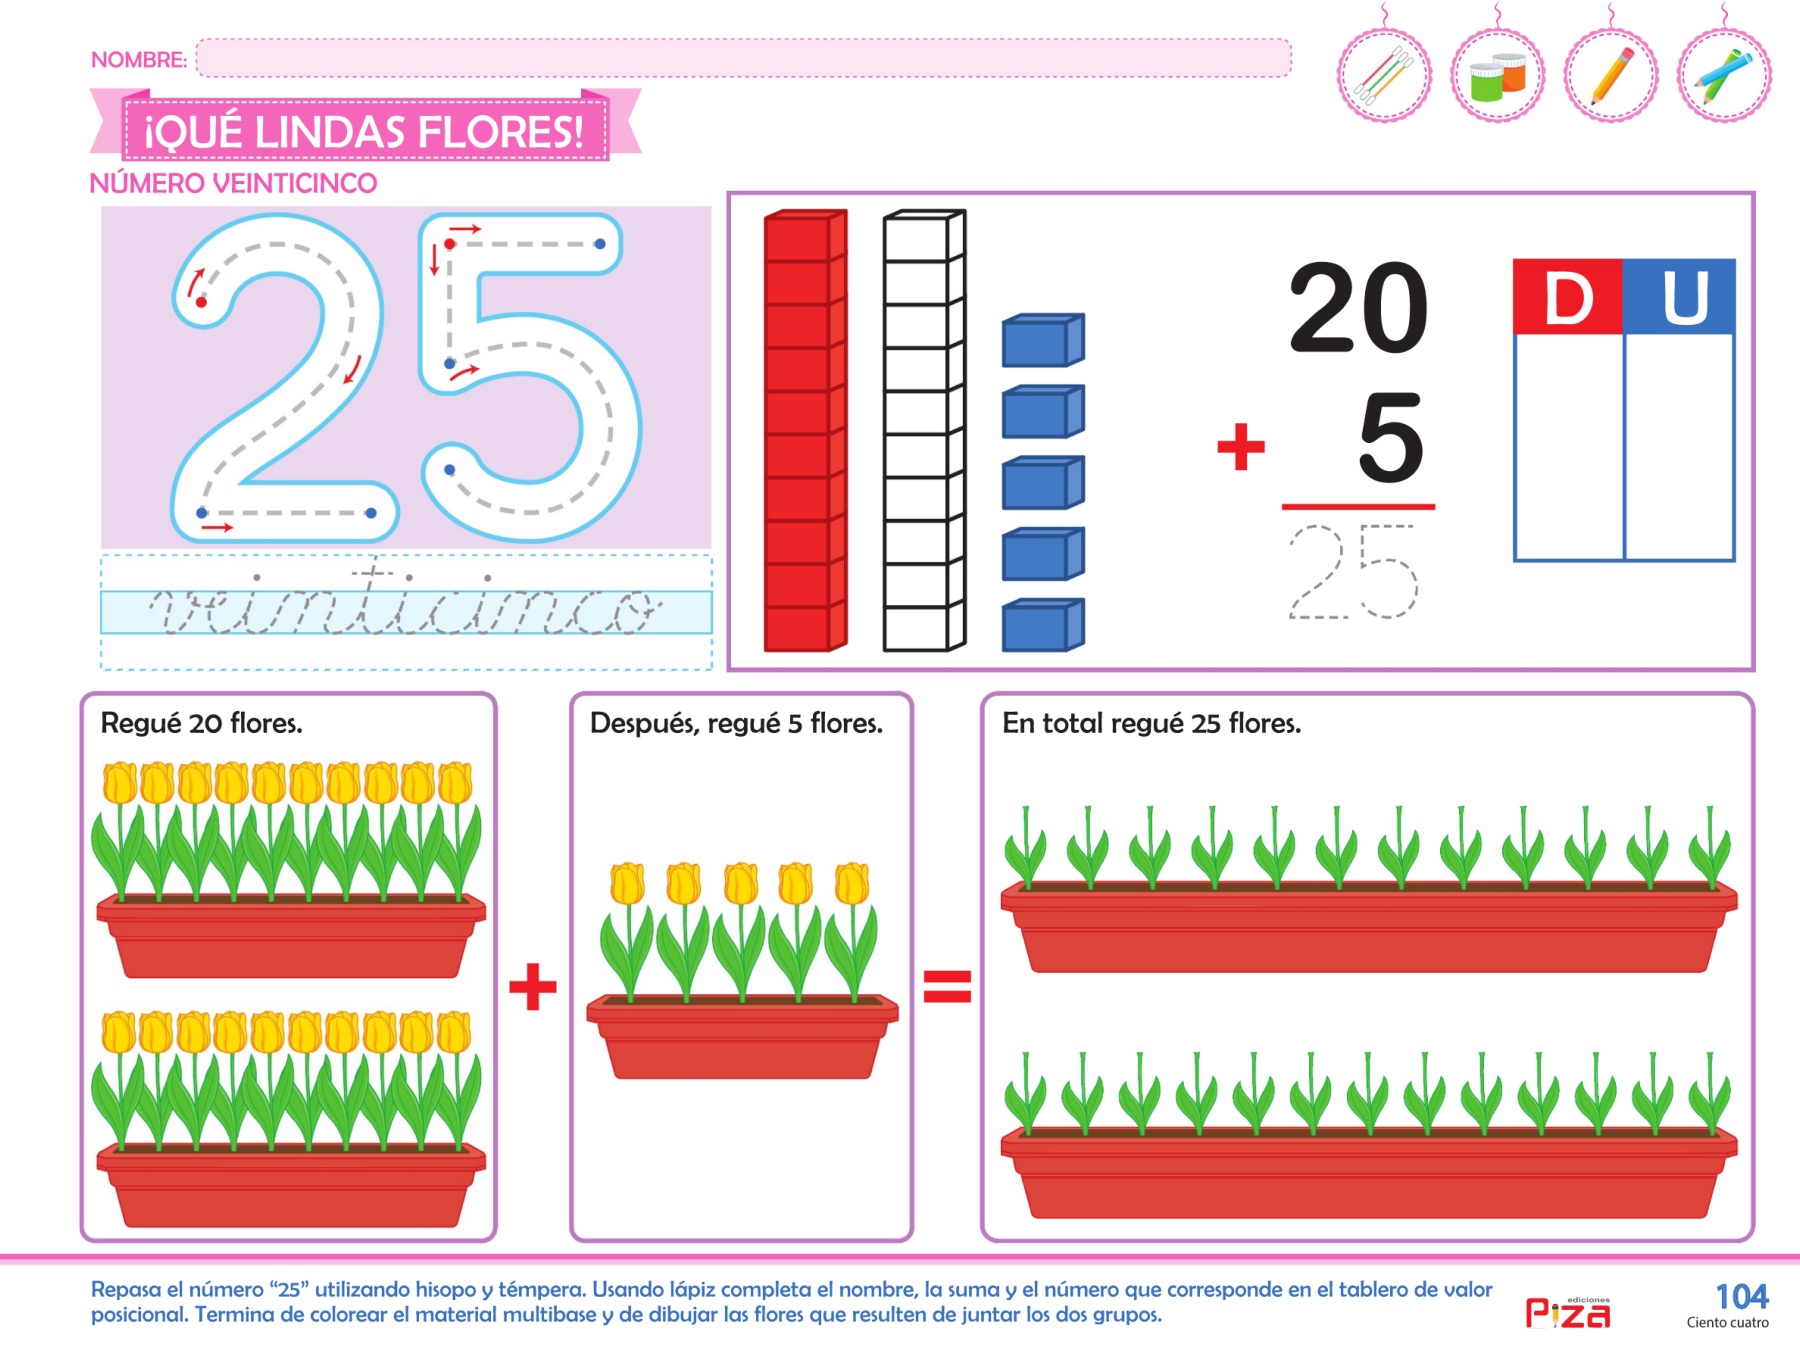 NOMBRE:
¡QUÉ LINDAS FLORES!
NÚMERO VEINTICINCO
25
veinticinco
20
+ 5
25
D U
Regué 20 flores.
Después, regué 5 flores.
En total regué 25 flores.
+
=
Repasa el número “25” utilizando hisopo y témpera. Usando lápiz completa el nombre, la suma y el número que corresponde en el tablero de valor
posicional. Termina de colorear el material multibase y de dibujar las flores que resulten de juntar los dos grupos.
ediciones
Piza
104
Ciento cuatro